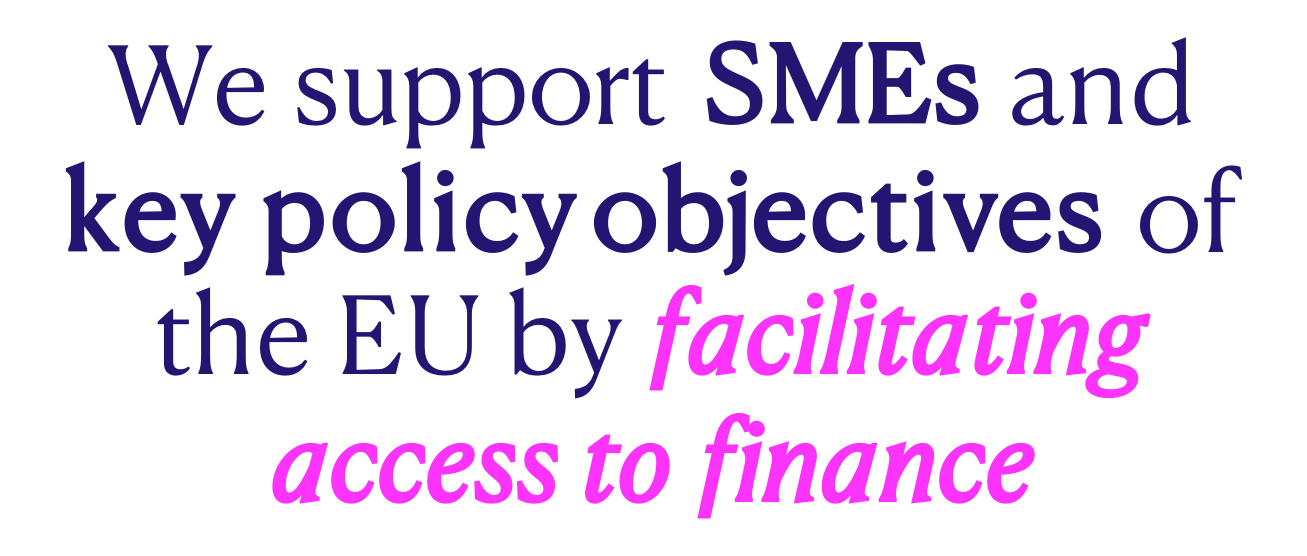 We support SMEs and
key policy objectives of
the EU by facilitating
access to finance